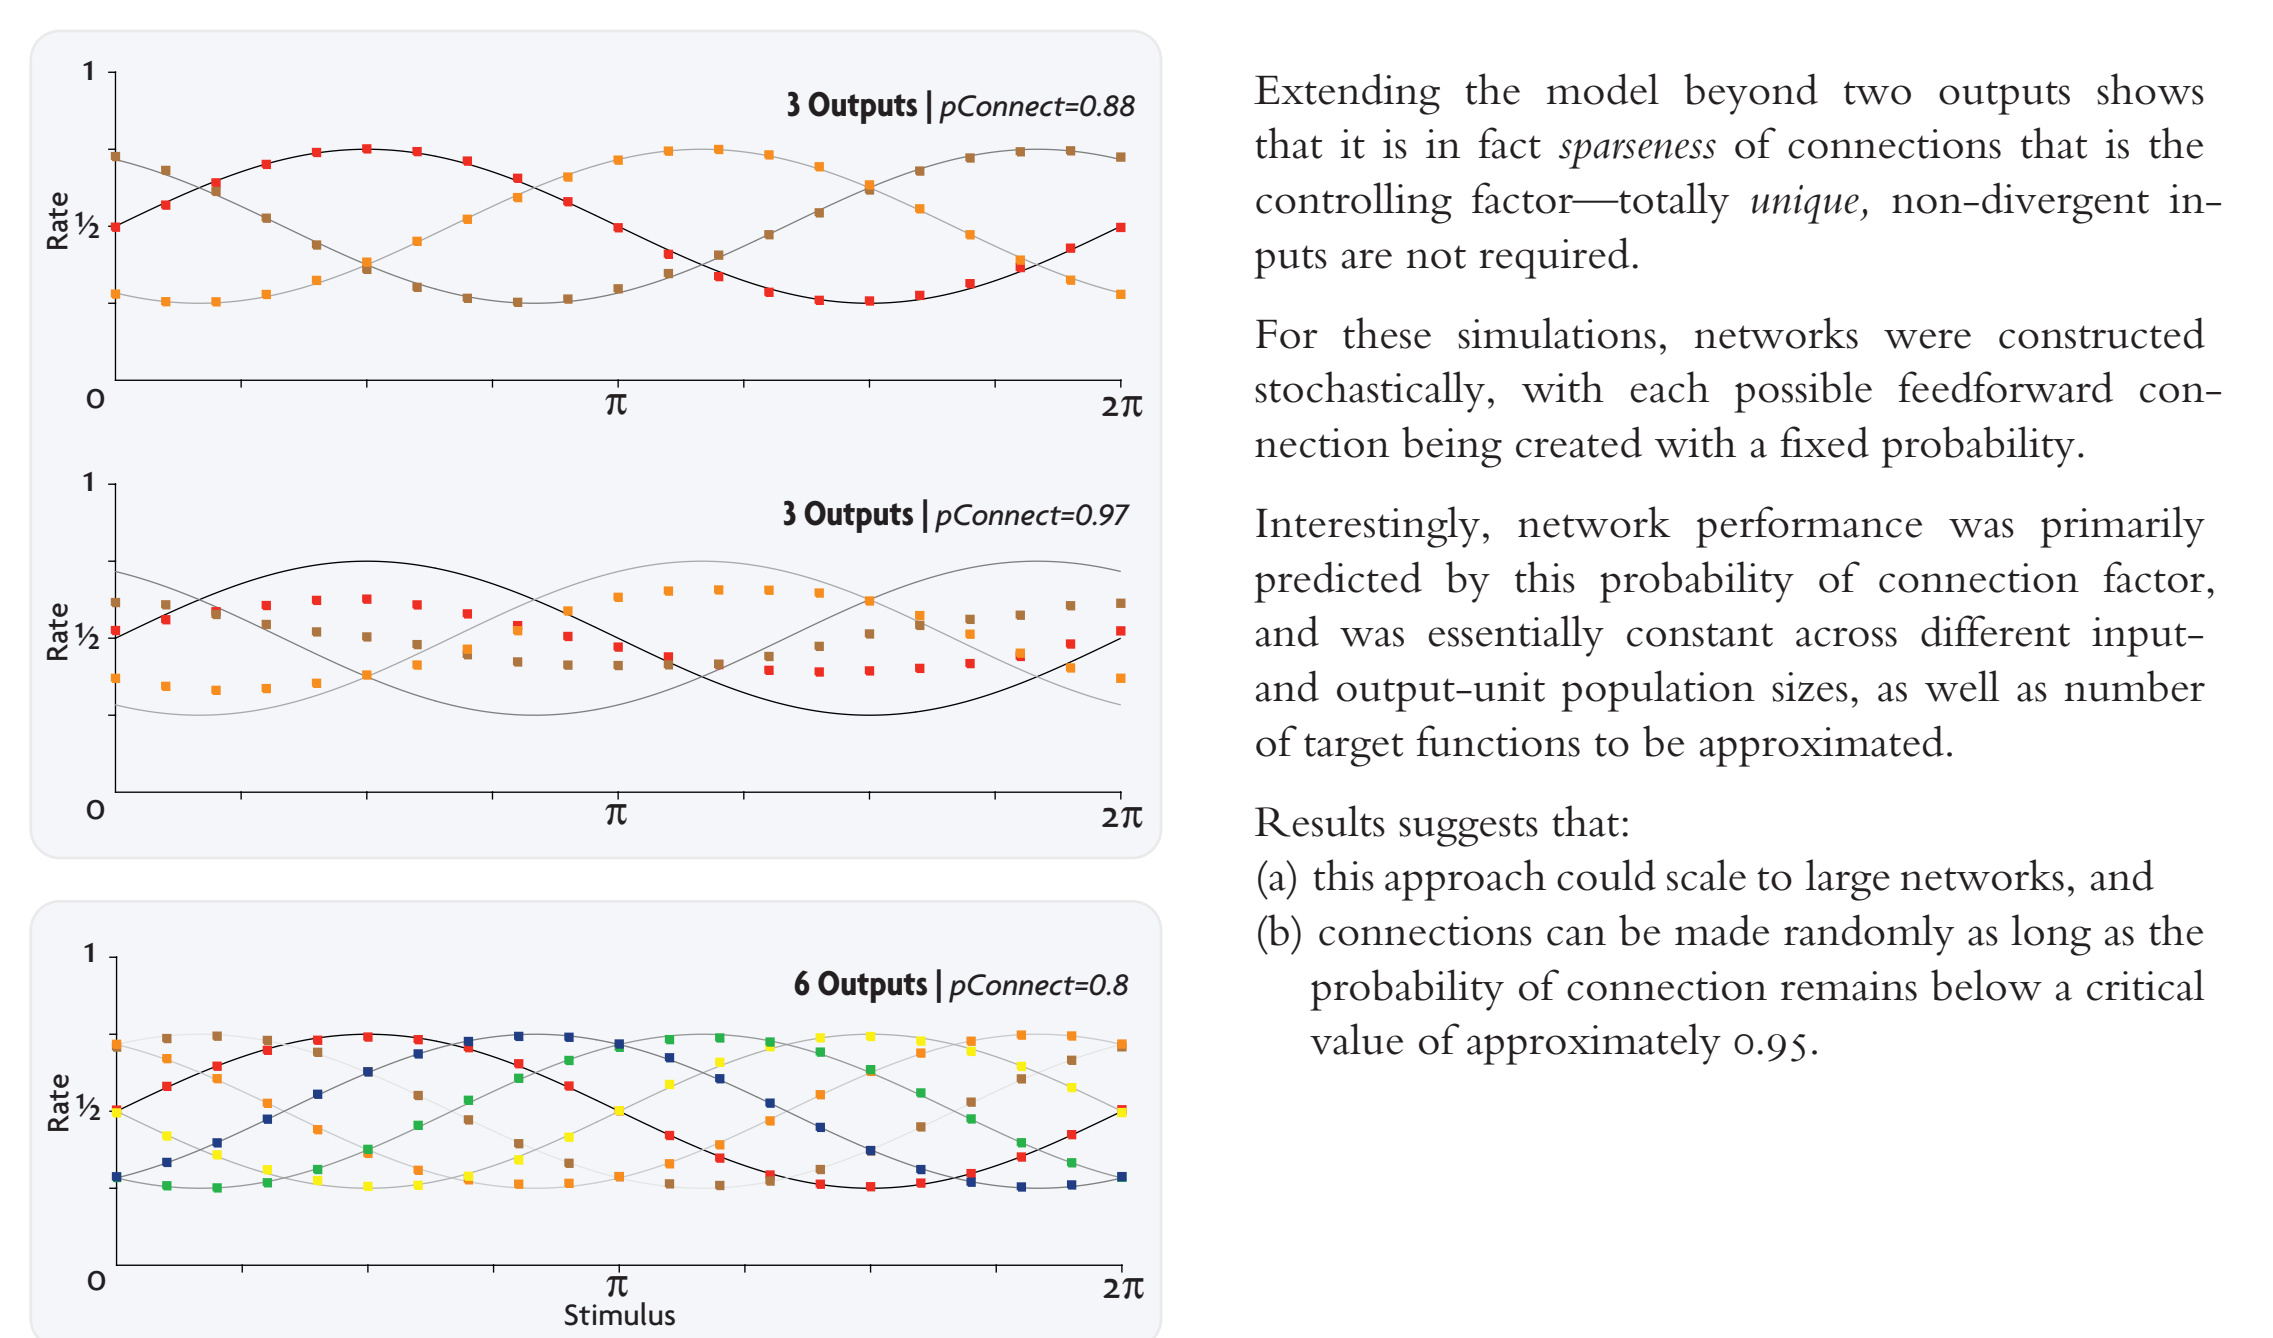 1
3 Outputs | pConnect=0.88
Rate
½
0
π
2π
1
3 Outputs | pConnect=0.97
Rate
½
0
π
2π
1
6 Outputs | pConnect=0.8
Rate
½
0
π
2π
Stimulus
Extending the model beyond two outputs shows
that it is in fact sparseness of connections that is the
controlling factor—totally unique, non-divergent in-
puts are not required.
For these simulations, networks were constructed
stochastically, with each possible feedforward con-
nection being created with a fixed probability.
Interestingly, network performance was primarily
predicted by this probability of connection factor,
and was essentially constant across different input-
and output-unit population sizes, as well as number
of target functions to be approximated.
Results suggests that:
(a) this approach could scale to large networks, and
(b) connections can be made randomly as long as the
probability of connection remains below a critical
value of approximately 0.95.